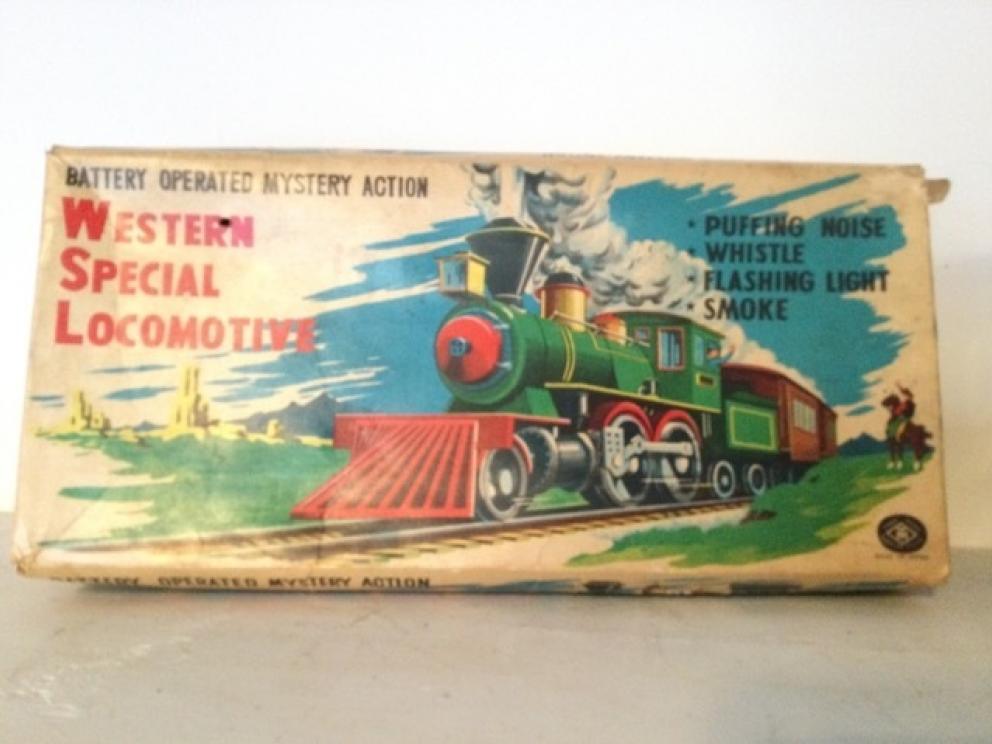 BATTERY OPERATED MYSTERY ACTION
WESTERN
SPECIAL
LOCOMOTIVE
• PUFFING NOISE
• WHISTLE
• FLASHING LIGHT
• SMOKE
BATTERY OPERATED MYSTERY ACTION